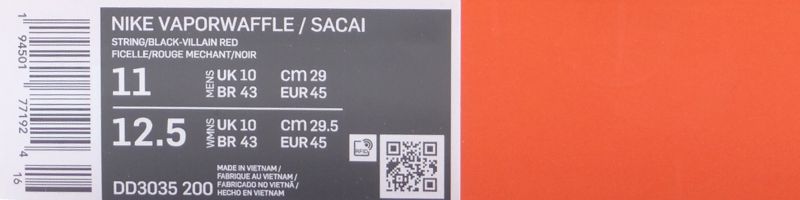 1
94501
77192
4
16
NIKE VAPORWAFFLE / SACAI
STRING/BLACK-VILLAIN RED
FICELLE/ROUGE MECHANT/NOIR
11 MENS UK 10 CM 29
BR 43 EUR 45
12.5 WMNS UK 10 CM 29.5
BR 43 EUR 45
RFID
MADE IN VIETNAM /
FABRIQUE AU VIETNAM /
FABRICADO NO VIETNÃ /
HECHO EN VIETNAM
DD3035 200